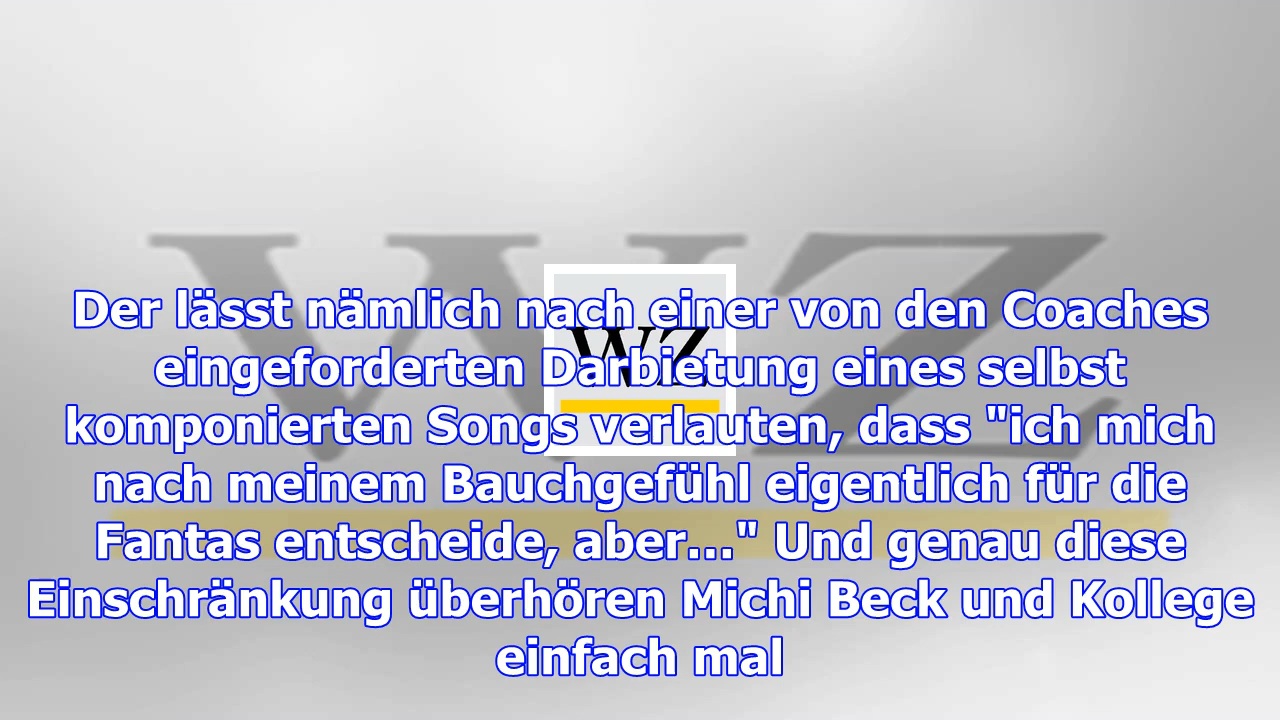 WZ
WZ
Der lässt nämlich nach einer von den Coaches
eingeforderten Darbietung eines selbst
komponierten Songs verlauten, dass "ich mich
nach meinem Bauchgefühl eigentlich für die
Fantas entscheide, aber..." Und genau diese
Einschränkung überhören Michi Beck und Kollege
einfach mal